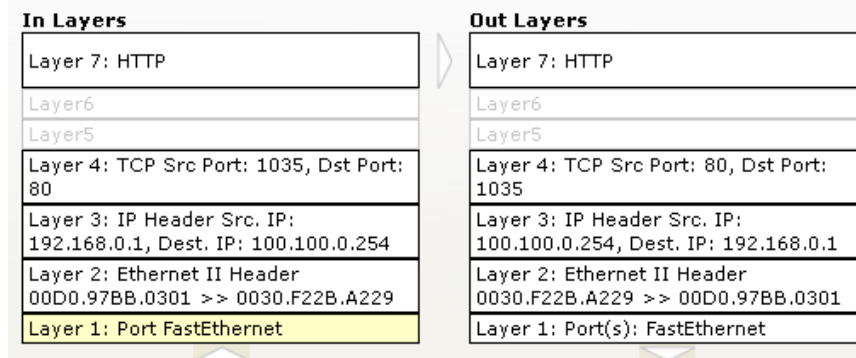 In Layers
Layer 7: HTTP
Layer6
Layer5
Layer 4: TCP Src Port: 1035, Dst Port:
80
Layer 3: IP Header Src. IP:
192.168.0.1, Dest. IP: 100.100.0.254
Layer 2: Ethernet II Header
00D0.97BB.0301 >> 0030.F22B.A229
Layer 1: Port FastEthernet
Out Layers
Layer 7: HTTP
Layer6
Layer5
Layer 4: TCP Src Port: 80, Dst Port:
1035
Layer 3: IP Header Src. IP:
100.100.0.254, Dest. IP: 192.168.0.1
Layer 2: Ethernet II Header
0030.F22B.A229 >> 00D0.97BB.0301
Layer 1: Port(s): FastEthernet